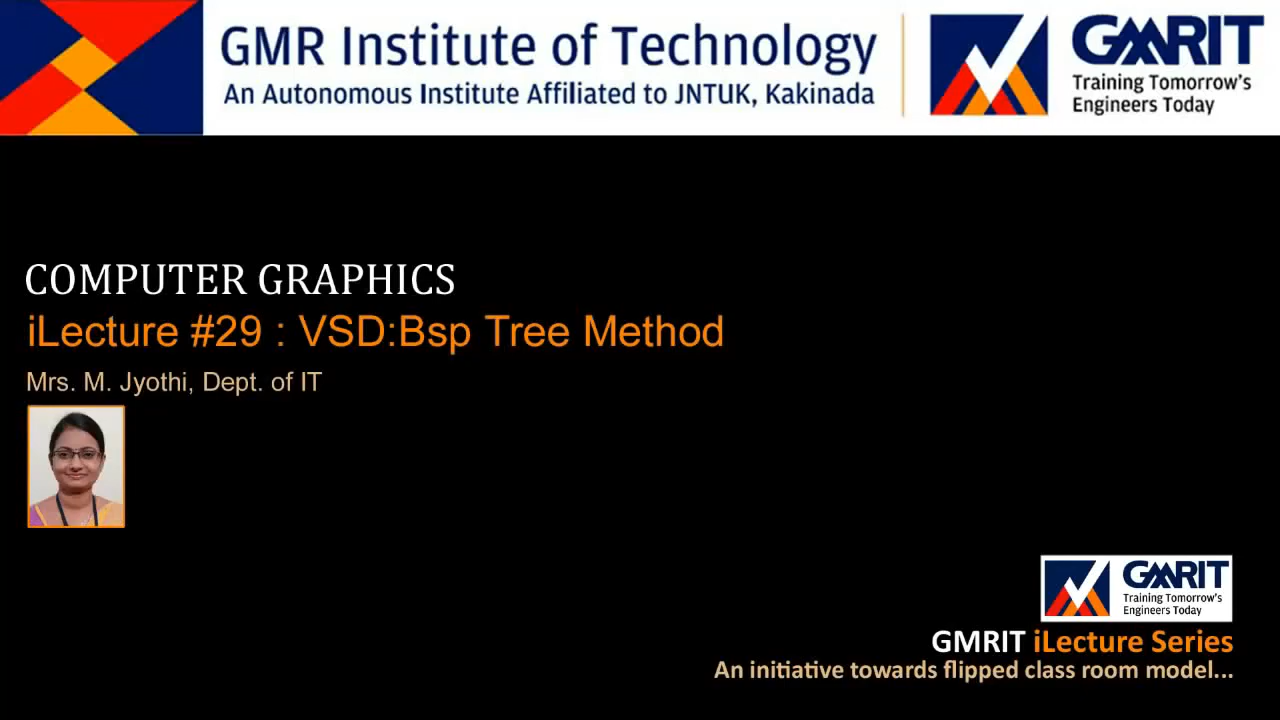 GMR Institute of Technology
An Autonomous Institute Affiliated to JNTUK, Kakinada
GMRIT
Training Tomorrow's
Engineers Today
COMPUTER GRAPHICS
iLecture #29 : VSD:Bsp Tree Method
Mrs. M. Jyothi, Dept. of IT
GMRIT
Training Tomorrow's
Engineers Today
GMRIT iLecture Series
An initiative towards flipped class room model...